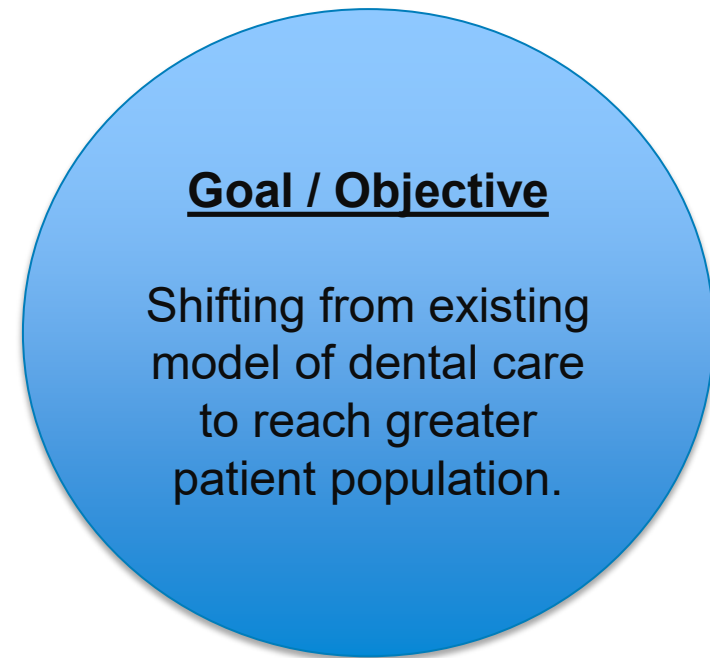 Goal / Objective
Shifting from existing
model of dental care
to reach greater
patient population.